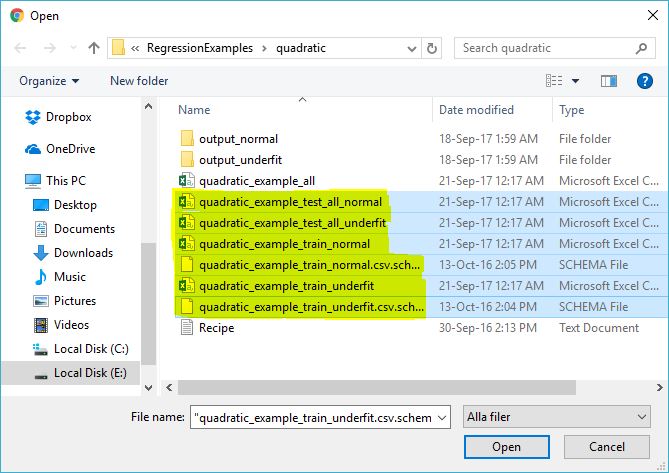 Open
« RegressionExamples › quadratic
Search quadratic
Organize
New folder
?
Name
Date modified
Type
Dropbox
OneDrive
This PC
Desktop
Documents
Downloads
Music
Pictures
Videos
Local Disk (C:)
Local Disk (E:)
output_normal 18-Sep-17 1:59 AM File folder
output_underfit 18-Sep-17 1:59 AM File folder
quadratic_example_all 21-Sep-17 12:17 AM Microsoft Excel C...
quadratic_example_test_all_normal 21-Sep-17 12:17 AM Microsoft Excel C...
quadratic_example_test_all_underfit 21-Sep-17 12:17 AM Microsoft Excel C...
quadratic_example_train_normal 21-Sep-17 12:17 AM Microsoft Excel C...
quadratic_example_train_normal.csv.sch... 13-Oct-16 2:05 PM SCHEMA File
quadratic_example_train_underfit 21-Sep-17 12:17 AM Microsoft Excel C...
quadratic_example_train_underfit.csv.sch... 13-Oct-16 2:04 PM SCHEMA File
Recipe 30-Sep-16 2:13 PM Text Document
File name: "quadratic_example_train_underfit.csv.schem
Alla filer
Open
Cancel